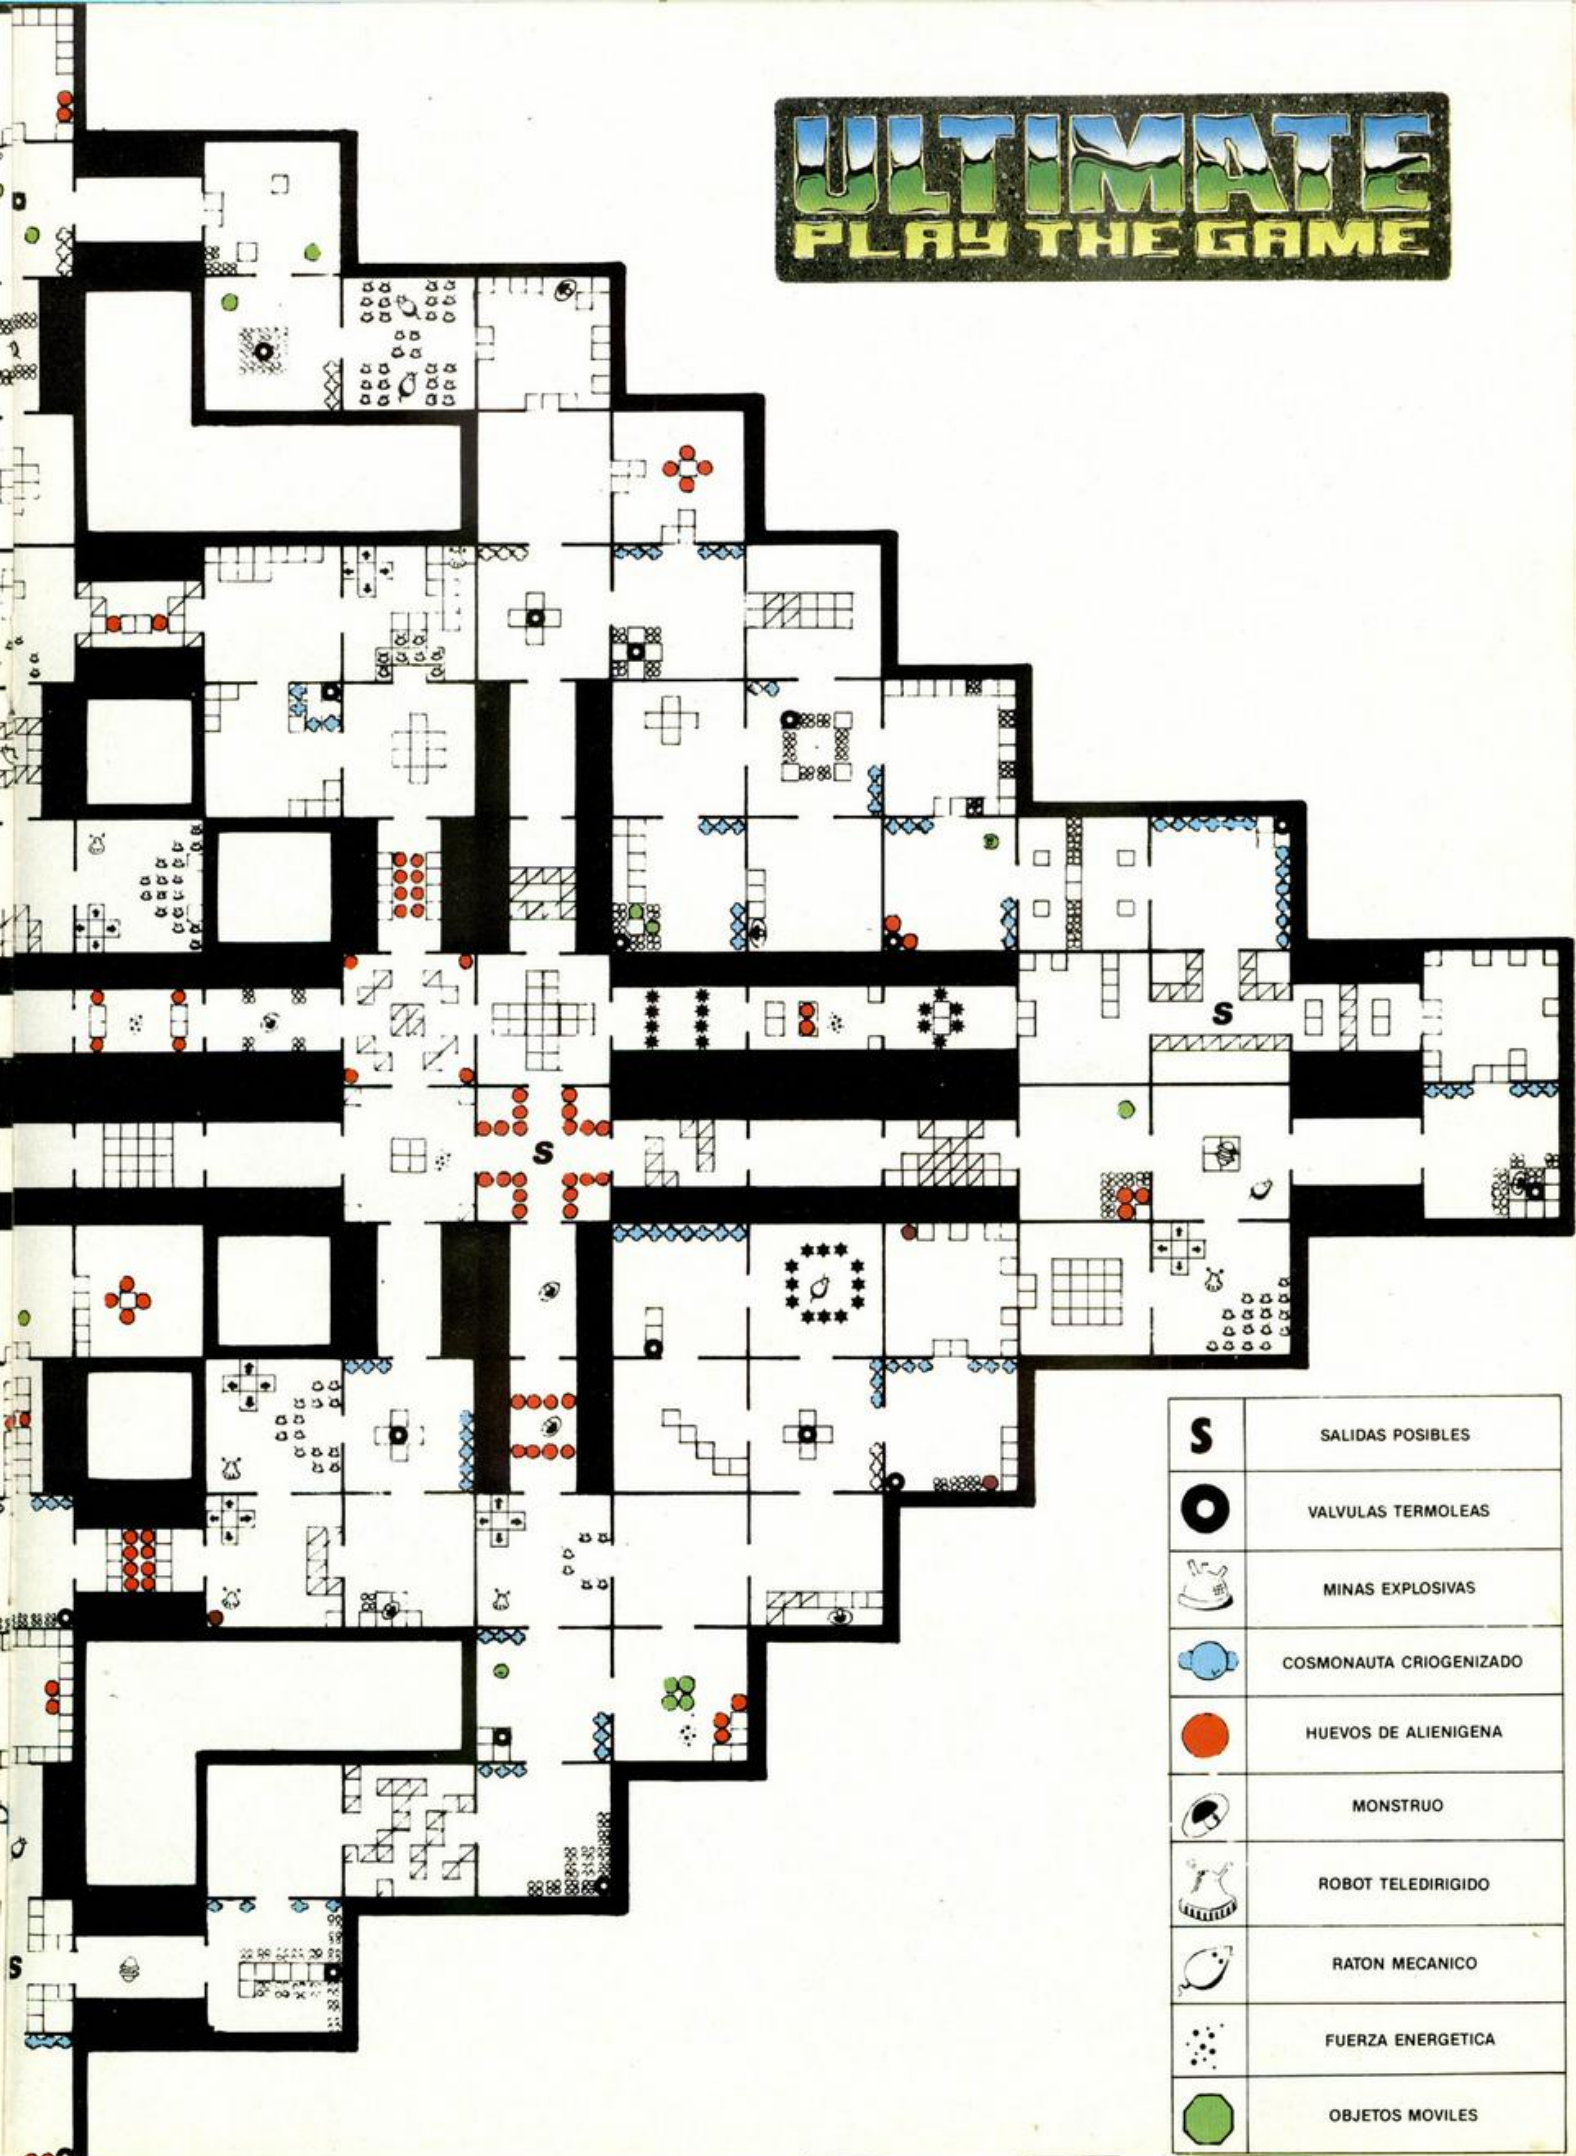 ULTIMATE
PLAY THE GAME
S
S
S
S SALIDAS POSIBLES
VALVULAS TERMOLEAS
MINAS EXPLOSIVAS
COSMONAUTA CRIOGENIZADO
HUEVOS DE ALIENIGENA
MONSTRUO
ROBOT TELEDIRIGIDO
RATON MECANICO
FUERZA ENERGETICA
OBJETOS MOVILES